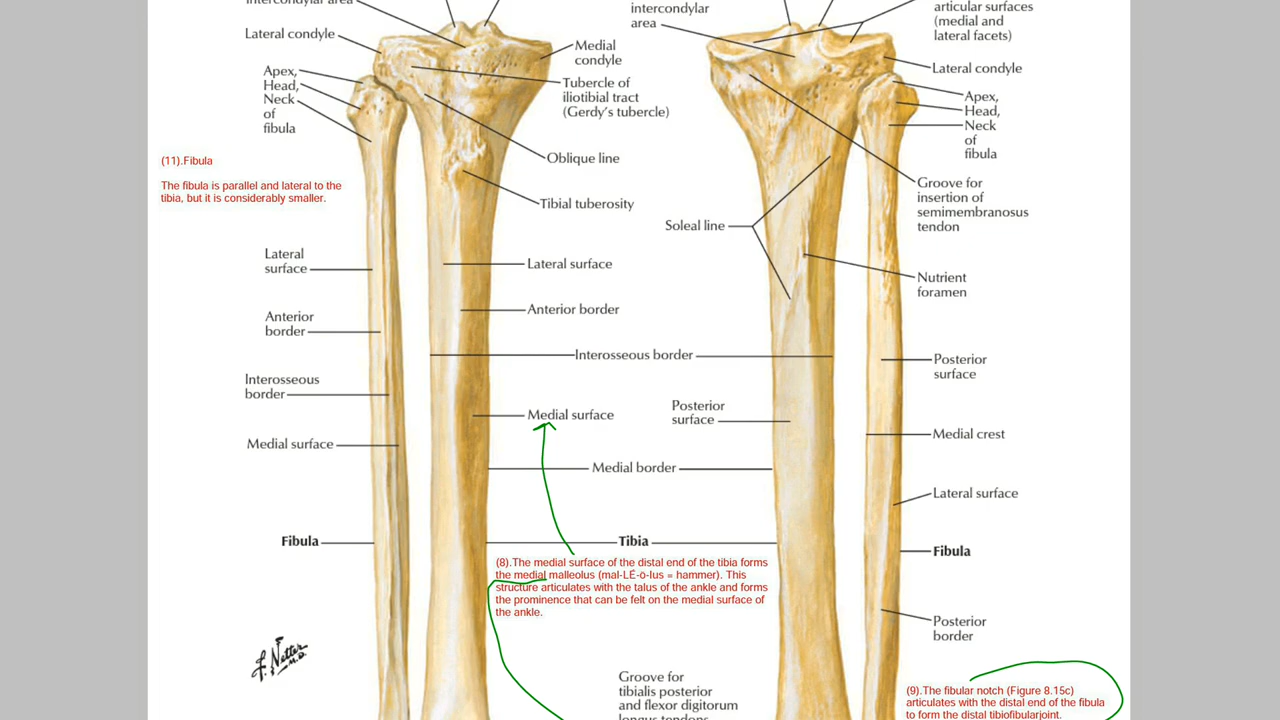 Intercondylar area
Lateral condyle
Apex,
Head,
Neck
of
fibula
Medial
condyle
Tubercle of
iliotibial tract
(Gerdy's tubercle)
Oblique line
Tibial tuberosity
(11).Fibula
The fibula is parallel and lateral to the
tibia, but it is considerably smaller.
Lateral
surface
Anterior
border
Interosseous
border
Medial surface
Fibula
Lateral surface
Anterior border
Interosseous border
Medial surface
Medial border
Tibia
intercondylar
area
articular surfaces
(medial and
lateral facets)
Lateral condyle
Apex,
Head,
Neck
of
fibula
Groove for
insertion of
semimembranosus
tendon
Soleal line
Nutrient
foramen
Posterior
surface
Posterior
surface
Medial crest
Lateral surface
Fibula
Posterior
border
(8).The medial surface of the distal end of the tibia forms
the medial malleolus (mal-LĒ-ō-lus = hammer). This
structure articulates with the talus of the ankle and forms
the prominence that can be felt on the medial surface of
the ankle.
F. Netter
M.D.
Groove for
tibialis posterior
and flexor digitorum
longus tendons
(9).The fibular notch (Figure 8.15c)
articulates with the distal end of the fibula
to form the distal tibiofibularjoint.